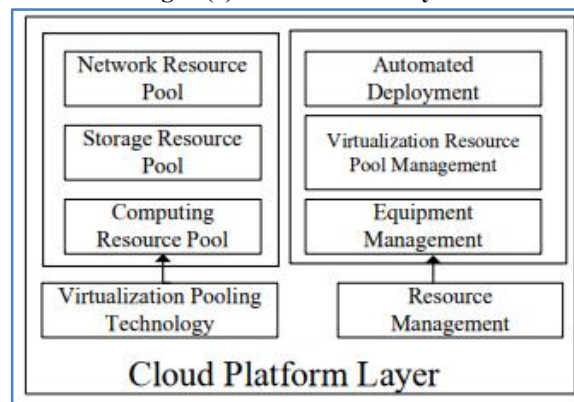 Network Resource
Pool
Storage Resource
Pool
Computing
Resource Pool
Virtualization Pooling
Technology
Automated
Deployment
Virtualization Resource
Pool Management
Equipment
Management
Resource
Management
Cloud Platform Layer